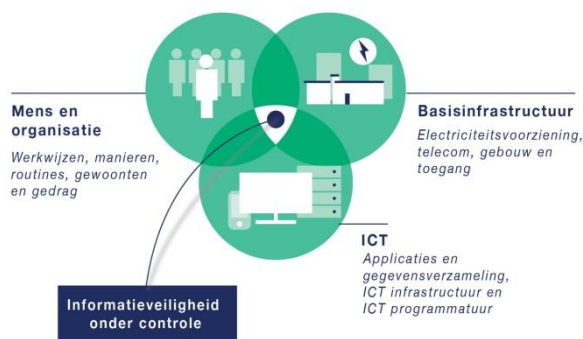 Mens en
organisatie
Werkwijzen, manieren,
routines, gewoonten
en gedrag
Basisinfrastructuur
Electriciteitsvoorziening,
telecom, gebouw en
toegang
ICT
Applicaties en
gegevensverzameling,
ICT infrastructuur en
ICT programmatuur
Informatieveiligheid
onder controle